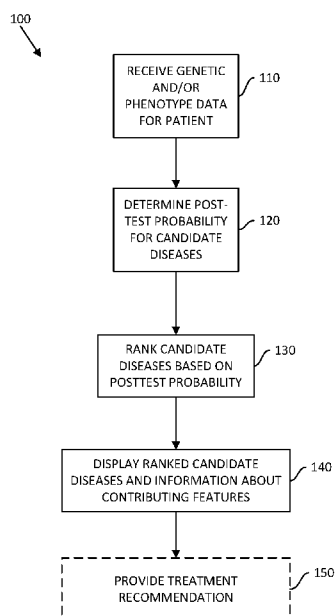 100
RECEIVE GENETIC
AND/OR
PHENOTYPE DATA
FOR PATIENT
110
DETERMINE POST-
TEST PROBABILITY
FOR CANDIDATE
DISEASES
120
RANK CANDIDATE
DISEASES BASED ON
POSTTEST PROBABILITY
130
DISPLAY RANKED CANDIDATE
DISEASES AND INFORMATION ABOUT
CONTRIBUTING FEATURES
140
PROVIDE TREATMENT
RECOMMENDATION
150